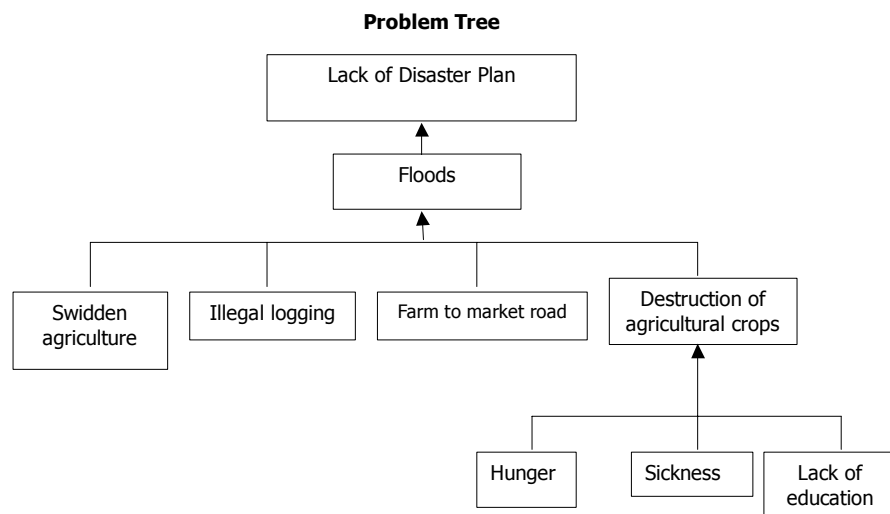 Problem Tree
Lack of Disaster Plan
Floods
Swidden
agriculture
Illegal logging
Farm to market road
Destruction of
agricultural crops
Hunger
Sickness
Lack of
education